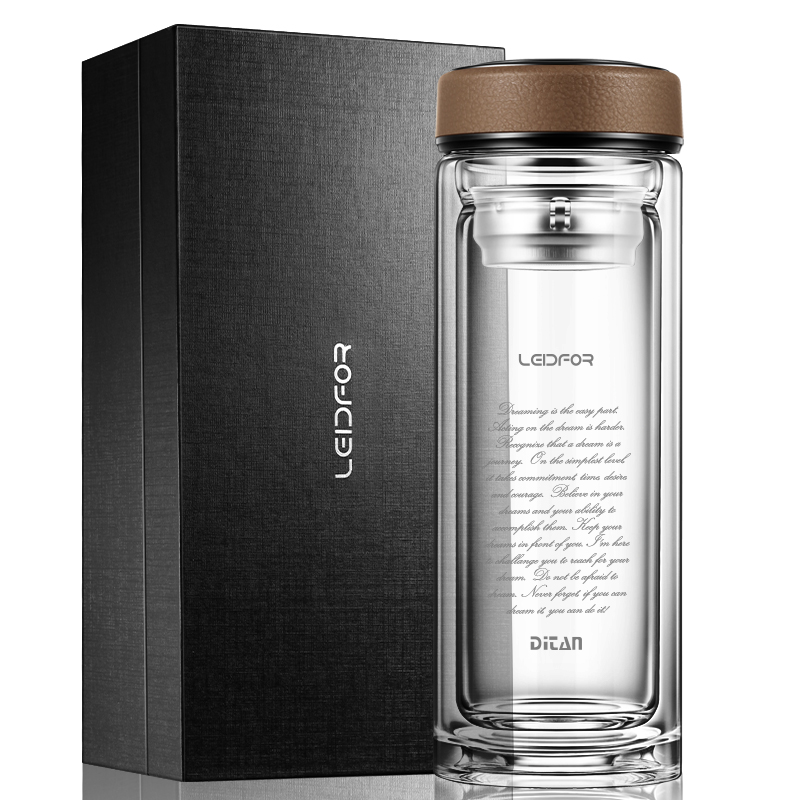 LEIDFOR
LEIDFOR
Dreaming is the easy part.
Acting on the dream is harder.
Recognize that a dream is a
journey. On the simplest level,
it takes commitment, time, desire
and courage. Believe in your
dreams and your ability to
accomplish them. Keep your
dreams in front of you. I'm here
to challange you to reach for your
dream. Do not be afraid to
dream. Never forget, if you can
dream it, you can do it!
DiTAN